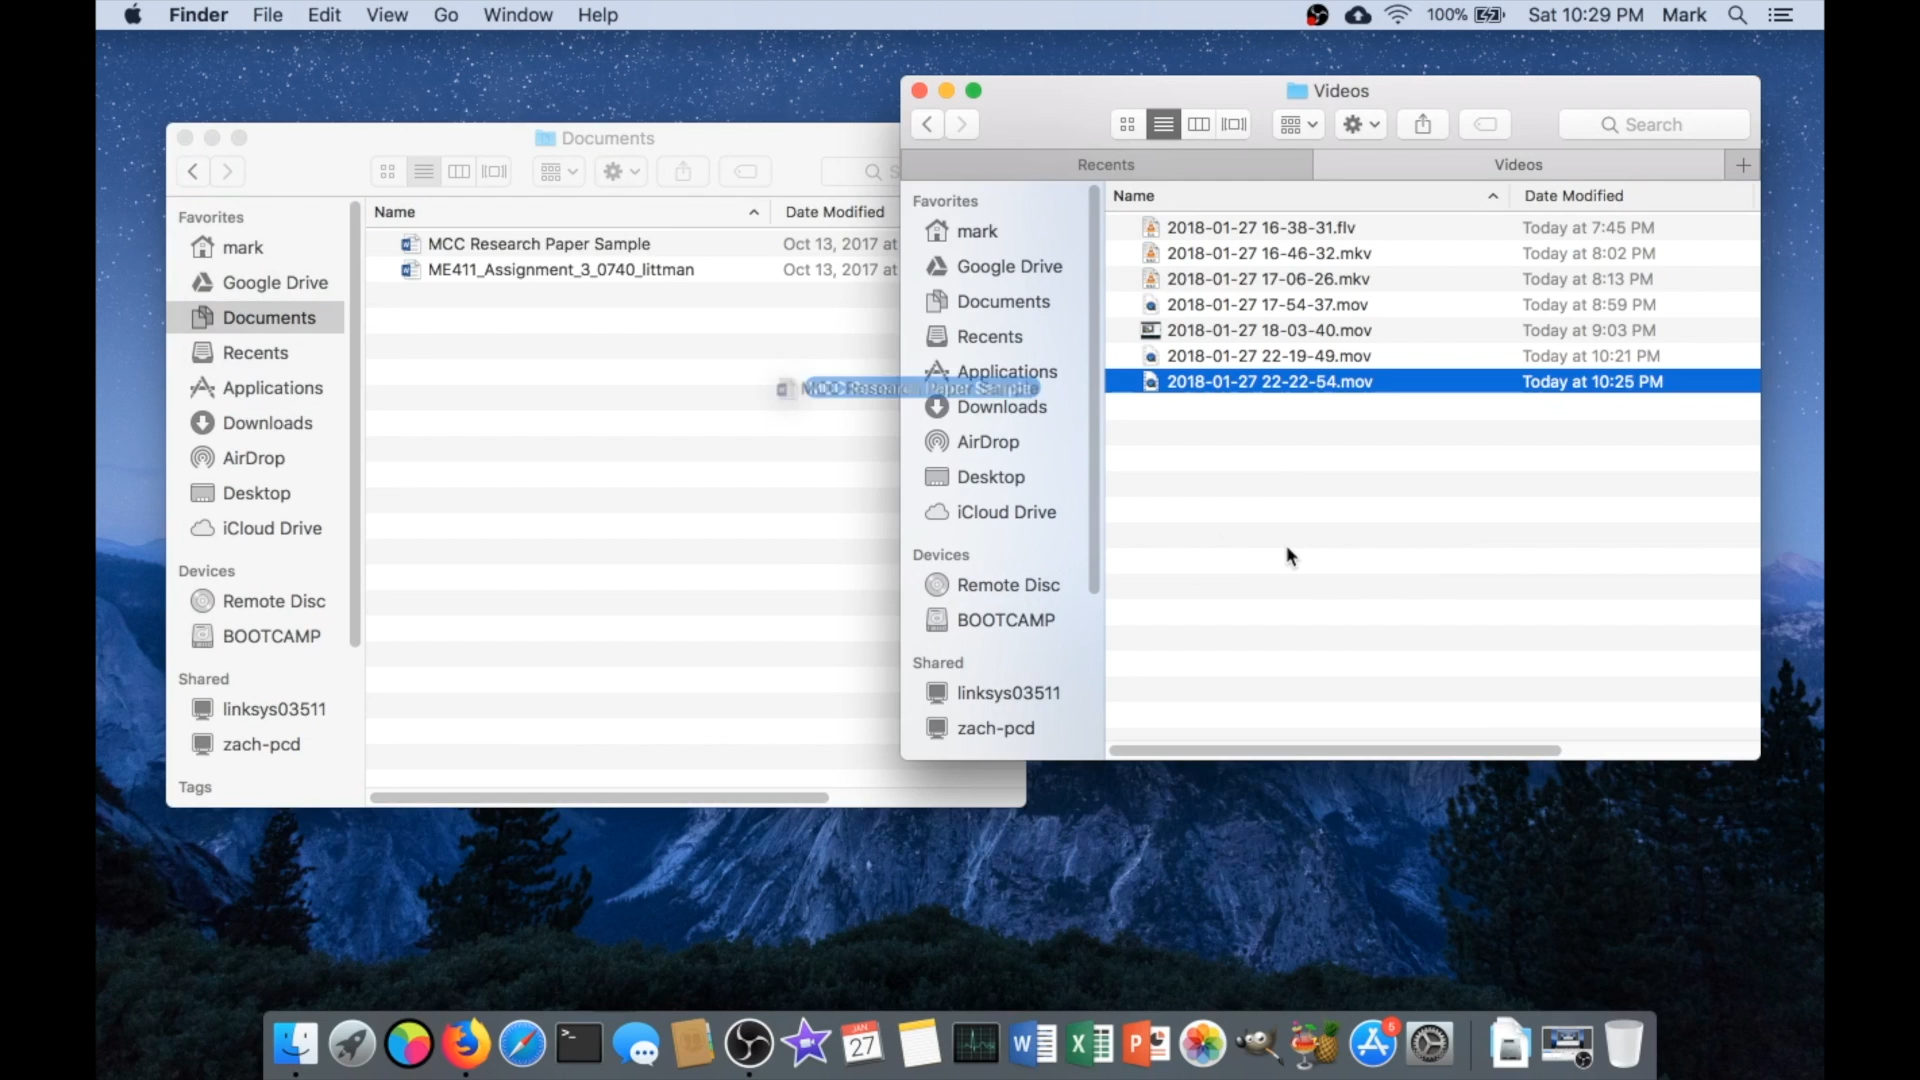 Finder File Edit View Go Window Help 100% Sat 10:29 PM Mark
Videos
Documents
Search
Recents Videos
Favorites
mark
Google Drive
Documents
Recents
Applications
Downloads
AirDrop
Desktop
iCloud Drive
Devices
Remote Disc
BOOTCAMP
Shared
linksys03511
zach-pcd
Tags
Name Date Modified
MCC Research Paper Sample Oct 13, 2017 at
ME411_Assignment_3_0740_littman Oct 13, 2017 at
MCC Research Paper Sample
Favorites
mark
Google Drive
Documents
Recents
Applications
Downloads
AirDrop
Desktop
iCloud Drive
Devices
Remote Disc
BOOTCAMP
Shared
linksys03511
zach-pcd
Name Date Modified
2018-01-27 16-38-31.flv Today at 7:45 PM
2018-01-27 16-46-32.mkv Today at 8:02 PM
2018-01-27 17-06-26.mkv Today at 8:13 PM
2018-01-27 17-54-37.mov Today at 8:59 PM
2018-01-27 18-03-40.mov Today at 9:03 PM
2018-01-27 22-19-49.mov Today at 10:21 PM
2018-01-27 22-22-54.mov Today at 10:25 PM
JAN
27
W
X
P
5